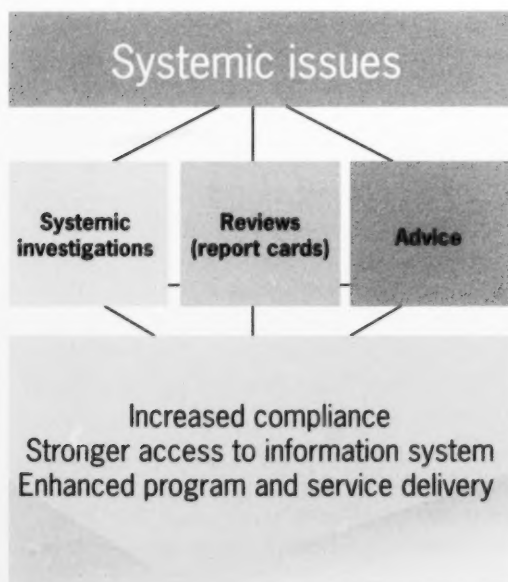 Systemic issues
Systemic
investigations
Reviews
(report cards)
Advice
Increased compliance
Stronger access to information system
Enhanced program and service delivery